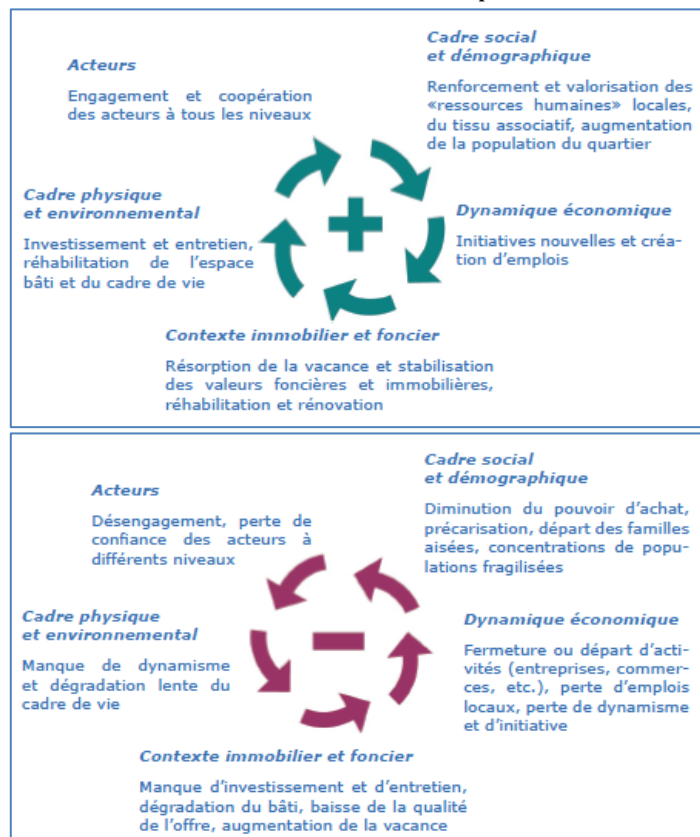 Acteurs
Engagement et coopération
des acteurs à tous les niveaux
Cadre social
et démographique
Renforcement et valorisation des
«ressources humaines» locales,
du tissu associatif, augmentation
de la population du quartier
Cadre physique
et environnemental
Investissement et entretien,
réhabilitation de l’espace
bâti et du cadre de vie
Dynamique économique
Initiatives nouvelles et créa-
tion d’emplois
Contexte immobilier et foncier
Résorption de la vacance et stabilisation
des valeurs foncières et immobilières,
réhabilitation et rénovation
Cadre social
et démographique
Diminution du pouvoir d’achat,
précarisation, départ des familles
aisées, concentrations de popu-
lations fragilisées
Acteurs
Désengagement, perte de
confiance des acteurs à
différents niveaux
Cadre physique
et environnemental
Manque de dynamisme
et dégradation lente du
cadre de vie
Dynamique économique
Fermeture ou départ d’acti-
vités (entreprises, commer-
ces, etc.), perte d’emplois
locaux, perte de dynamisme
et d’initiative
Contexte immobilier et foncier
Manque d’investissement et d’entretien,
dégradation du bâti, baisse de la qualité
de l’offre, augmentation de la vacance